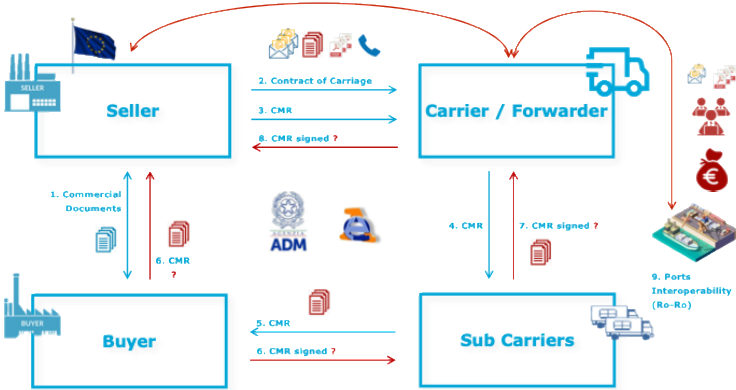 SELLER
Seller
2. Contract of Carriage
3. CMR
8. CMR signed ?
Carrier / Forwarder
1. Commercial
Documents
6. CMR
?
AGENZIA
ADM
4. CMR
7. CMR signed ?
9. Ports
Interoperability
(Ro-Ro)
BUYER
Buyer
5. CMR
6. CMR signed ?
Sub Carriers